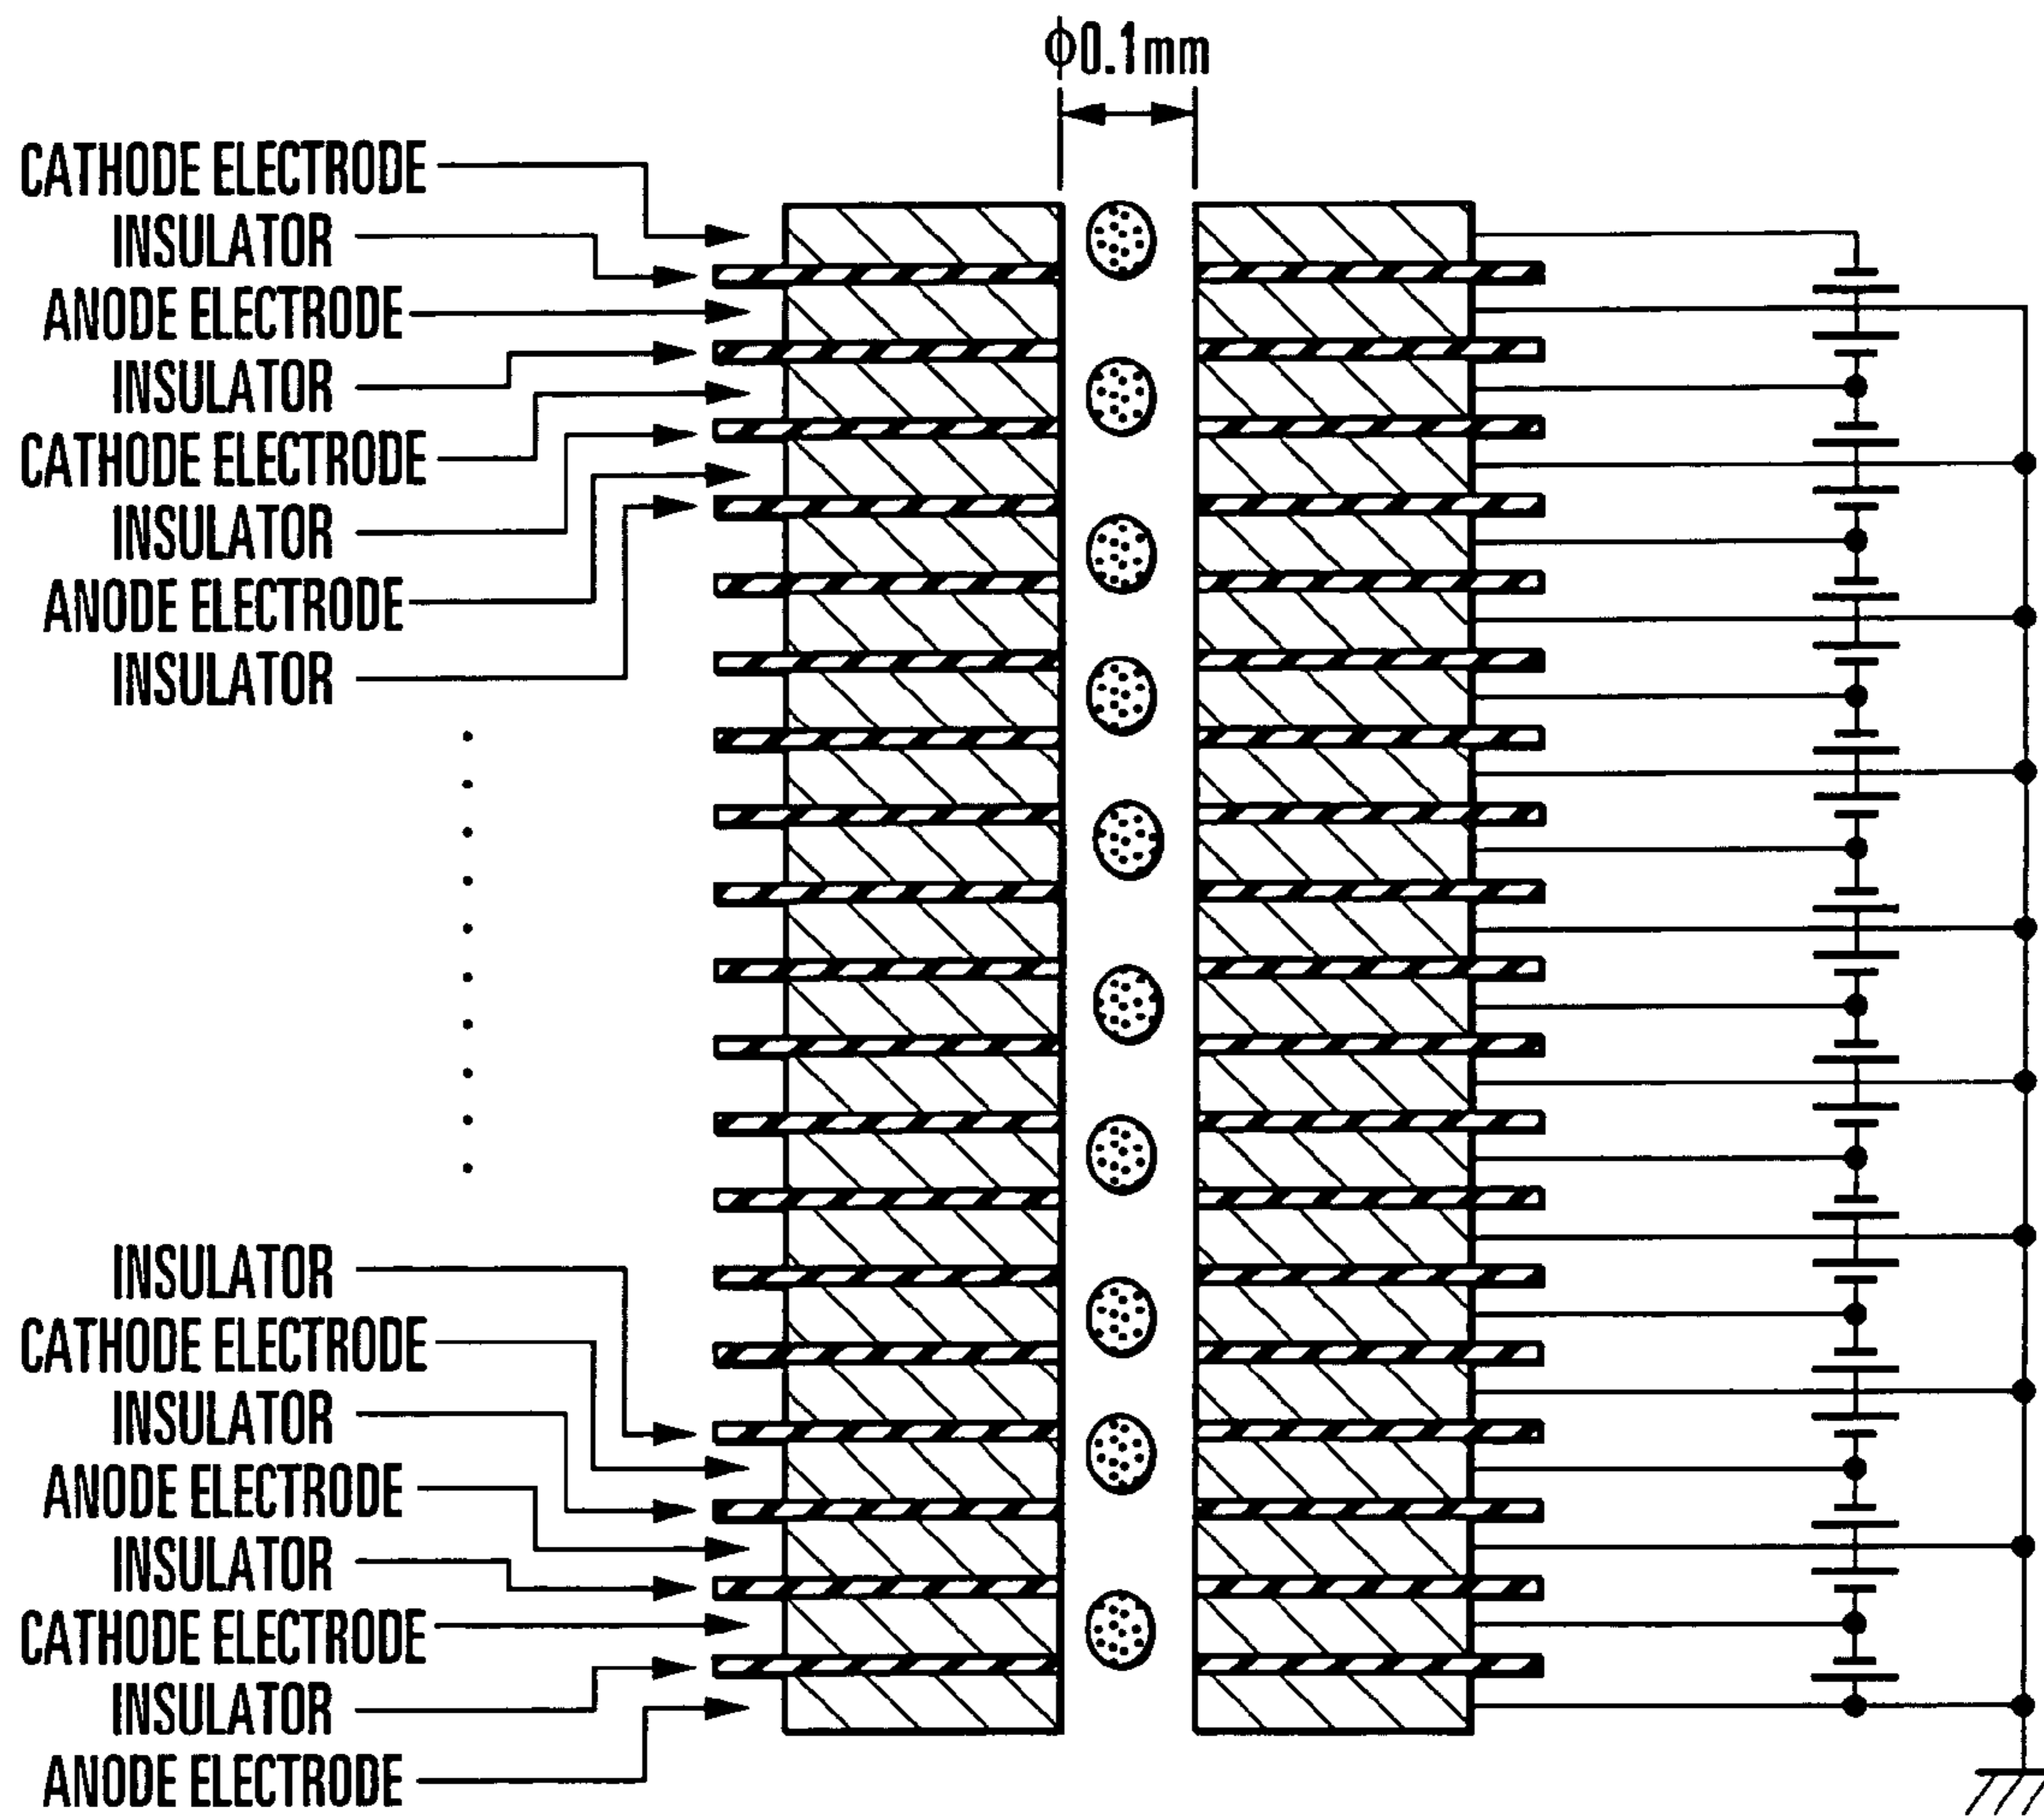 ϕ0.1mm
CATHODE ELECTRODE
INSULATOR
ANODE ELECTRODE
INSULATOR
CATHODE ELECTRODE
INSULATOR
ANODE ELECTRODE
INSULATOR
INSULATOR
CATHODE ELECTRODE
INSULATOR
ANODE ELECTRODE
INSULATOR
CATHODE ELECTRODE
INSULATOR
ANODE ELECTRODE